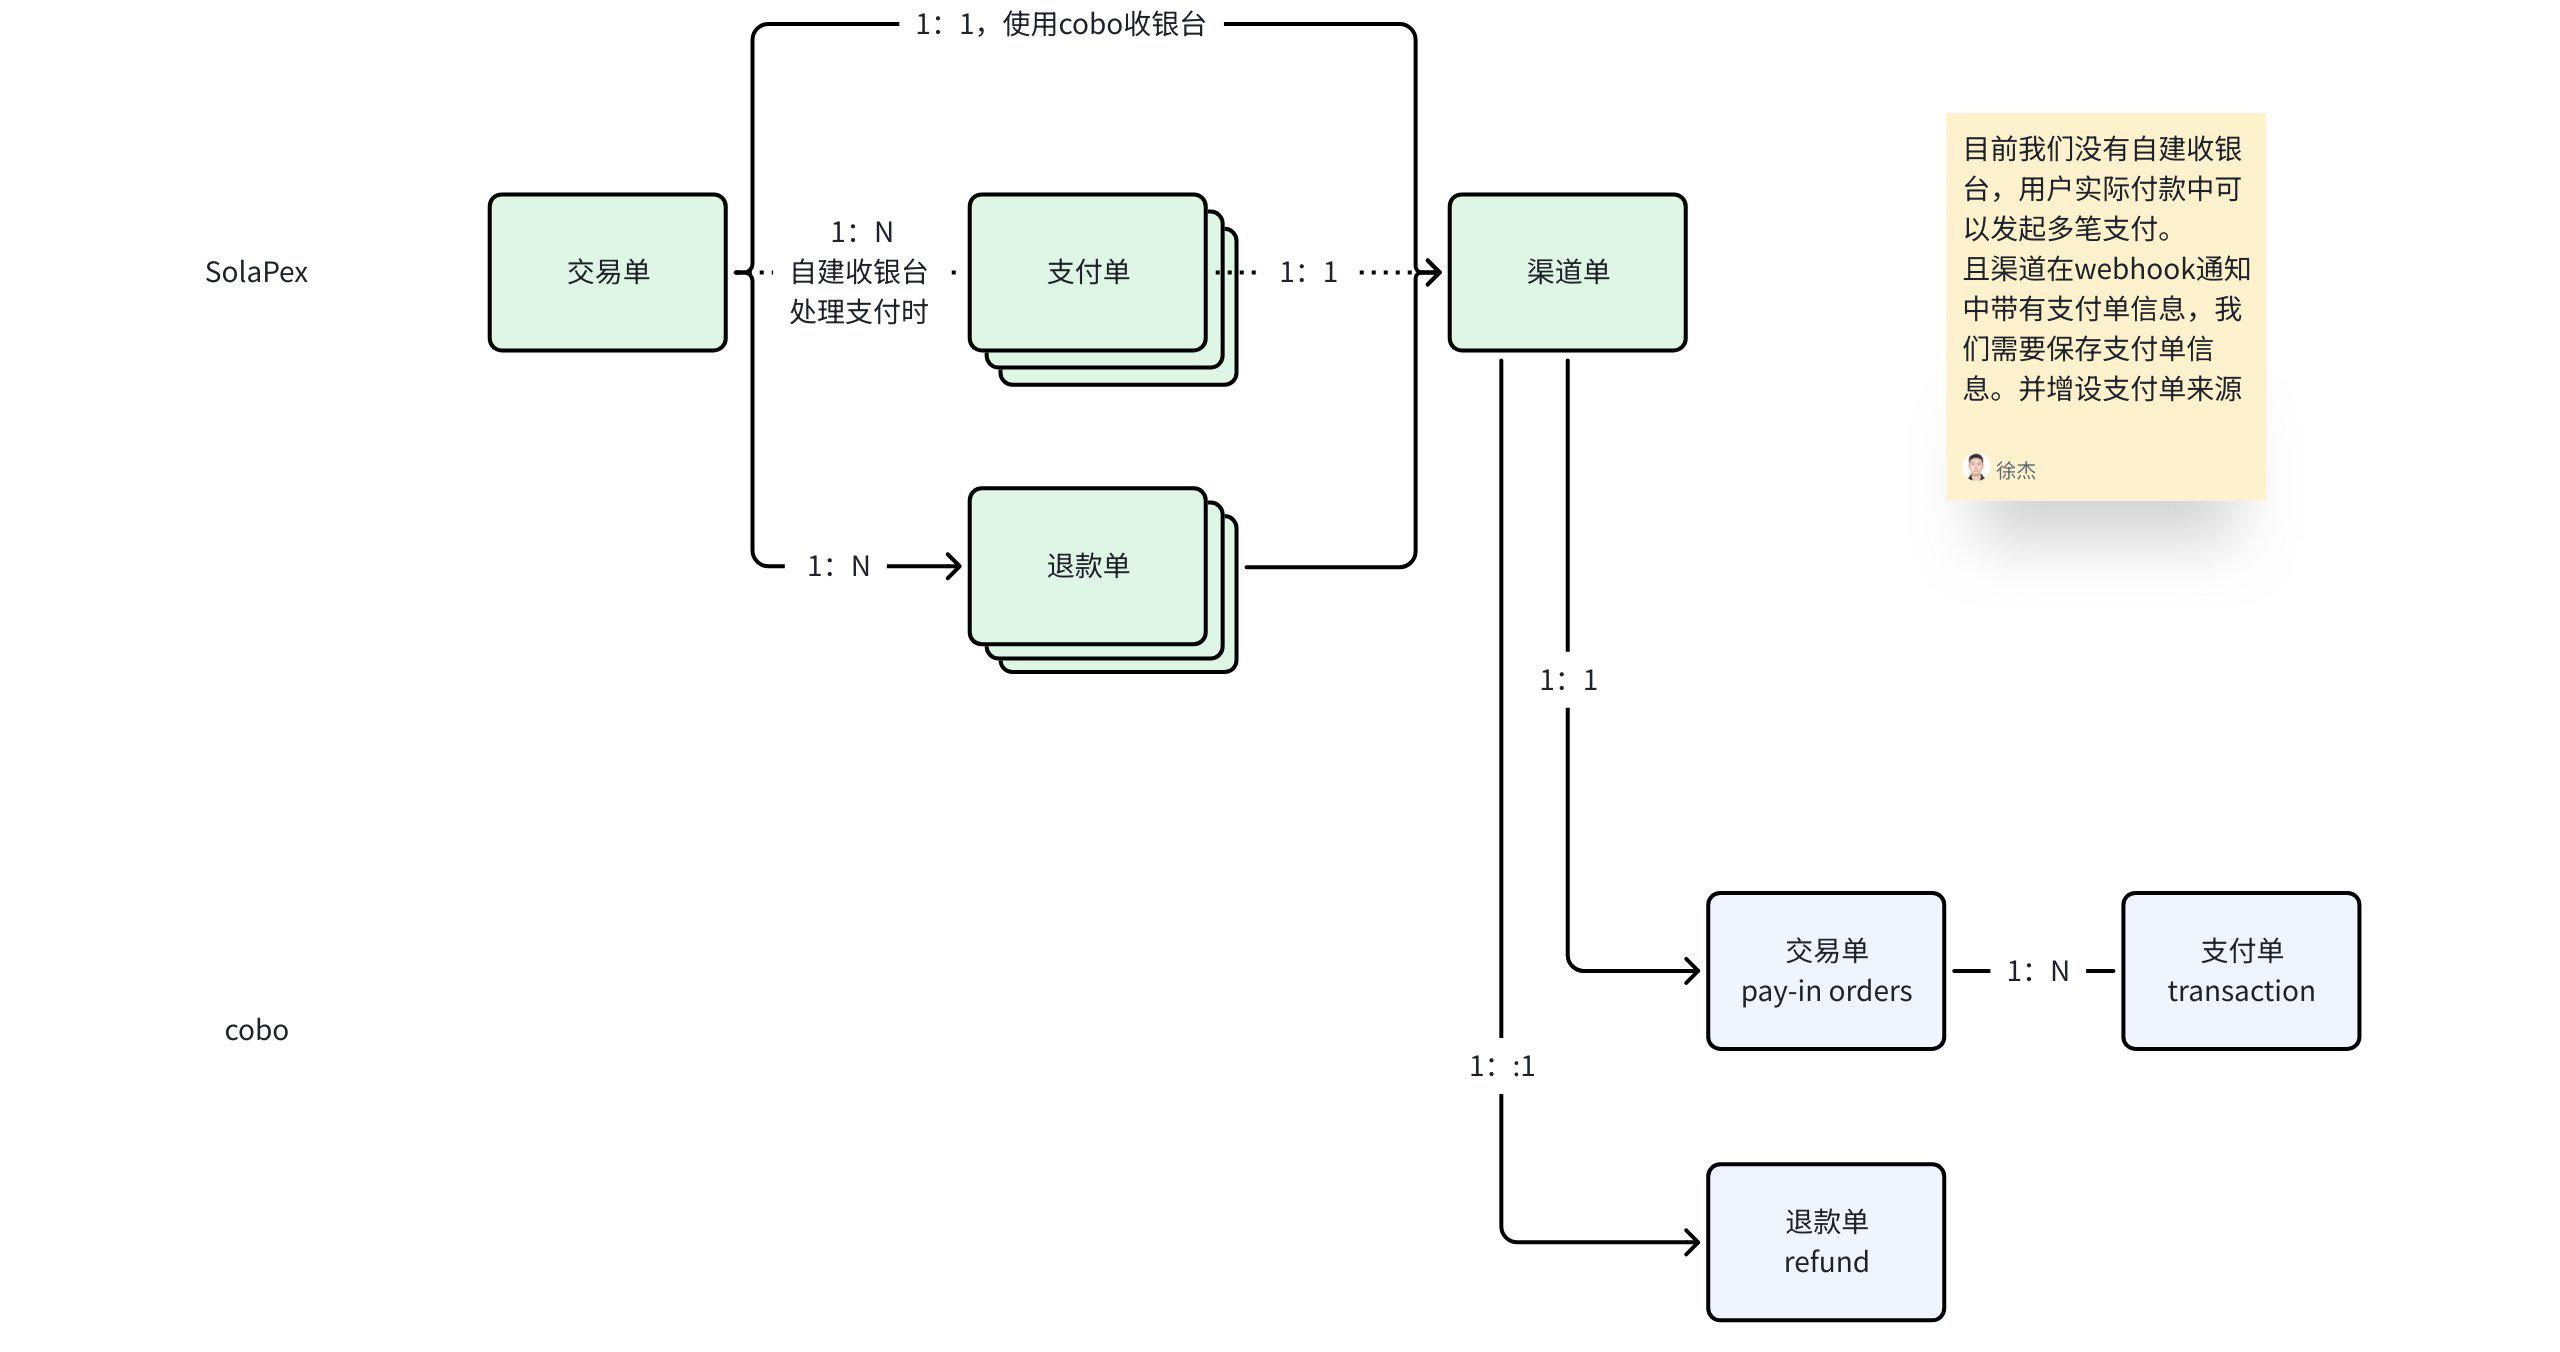 1：1，使用cobo收银台
SolaPex
交易单
1：N
自建收银台
处理支付时
支付单
1：1
渠道单
目前我们没有自建收银
台，用户实际付款中可
以发起多笔支付。
且渠道在webhook通知
中带有支付单信息，我
们需要保存支付单信
息。并增设支付单来源
徐杰
1：N
退款单
1：1
交易单
pay-in orders
1：N
支付单
transaction
cobo
1：:1
退款单
refund